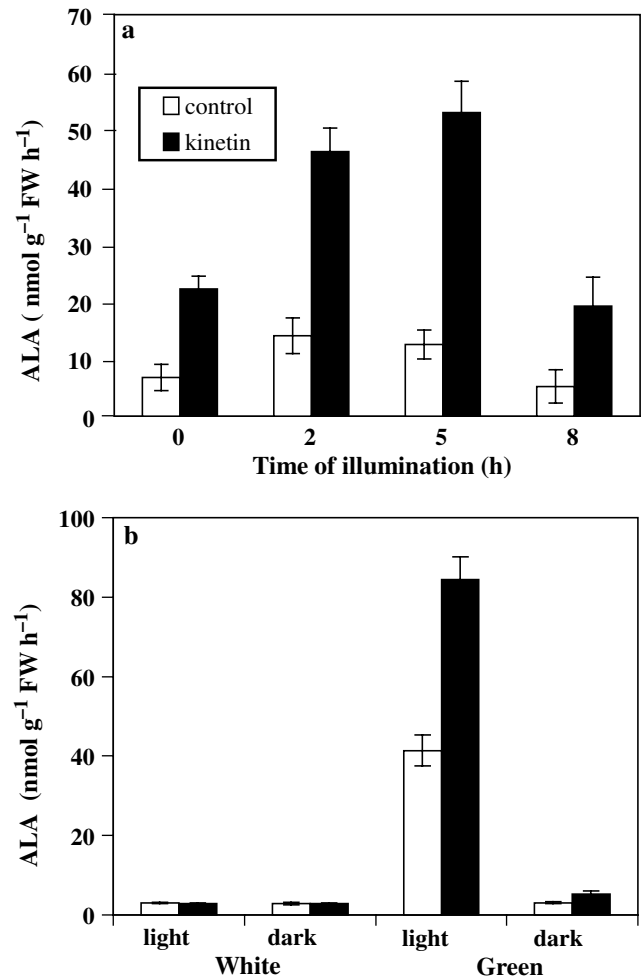 a
70
60
50
40
30
20
10
0
ALA ( nmol g⁻¹ FW h⁻¹)
control
kinetin
0 2 5 8
Time of illumination (h)
b
100
80
60
40
20
0
ALA (nmol g⁻¹ FW h⁻¹)
light dark light dark
White Green